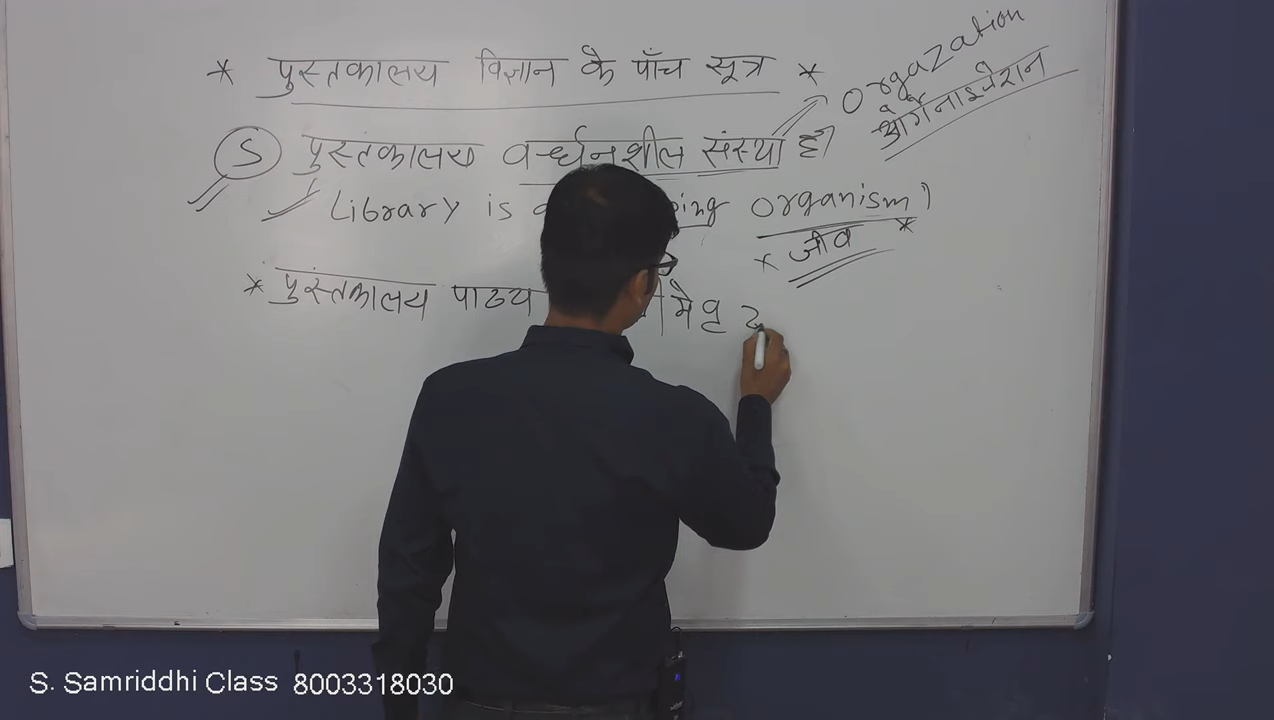 * पुस्तकालय विज्ञान के पाँच सूत्र *
5 पुस्तकालय वर्ध्धनशील संस्था है।
Orgazation
ऑर्गेनाइजेशन
Library is a ing Organism)
* जीव *
* पुस्तकालय पाठ्य में वृ
S. Samriddhi Class 8003318030